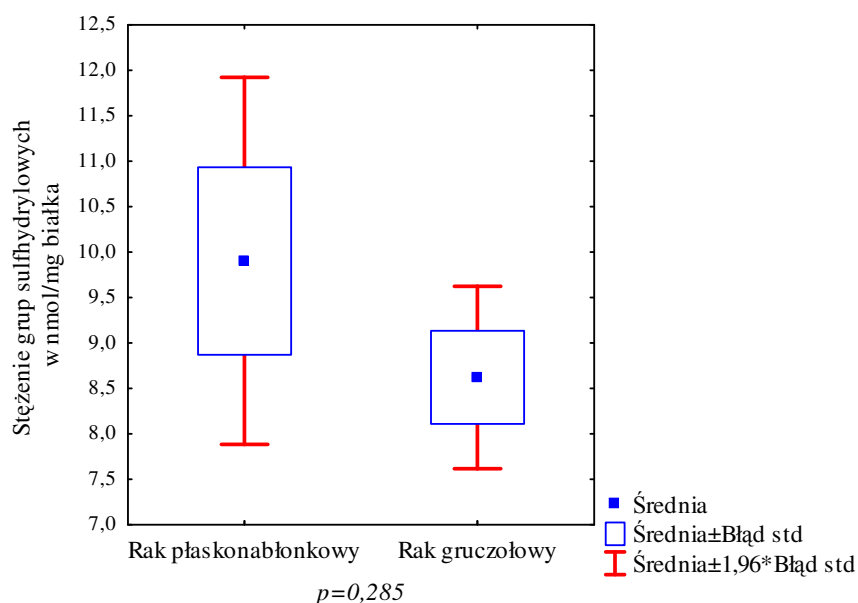 Stężenie grup sulfhydrylowych
w nmol/mg białka
12,5
12,0
11,5
11,0
10,5
10,0
9,5
9,0
8,5
8,0
7,5
7,0
Rak płaskonabłonkowy
Rak gruczołowy
p=0,285
Średnia
Średnia±Błąd std
Średnia±1,96*Błąd std